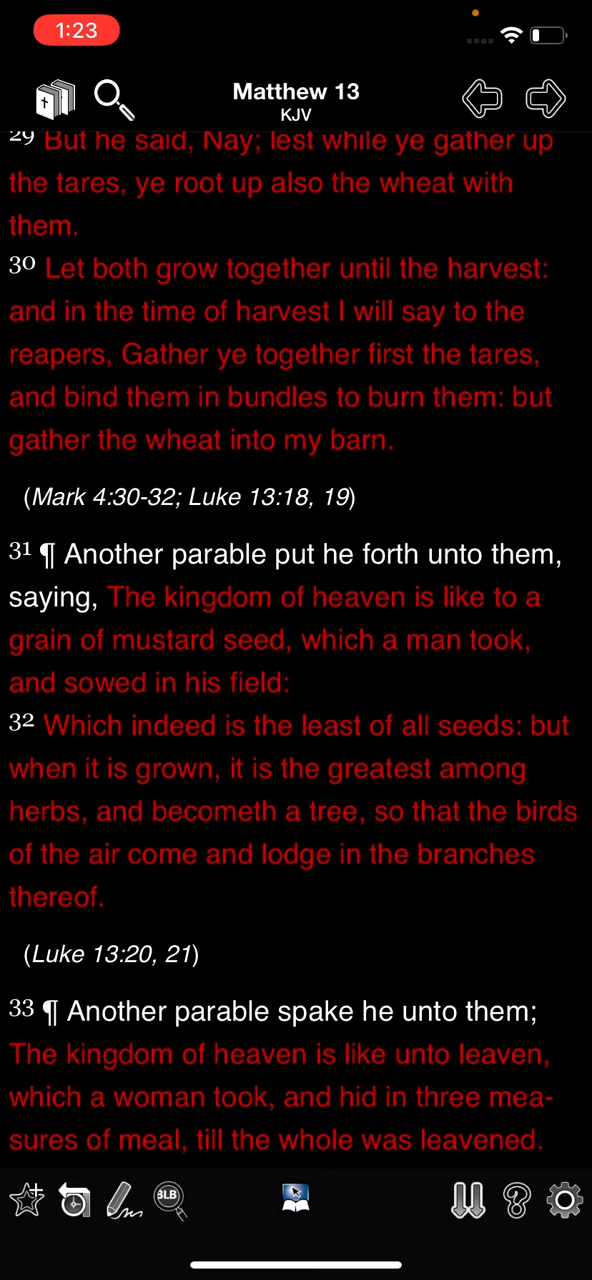 1:23
Matthew 13
KJV
29 But he said, Nay; lest while ye gather up
the tares, ye root up also the wheat with
them.
30 Let both grow together until the harvest:
and in the time of harvest I will say to the
reapers, Gather ye together first the tares,
and bind them in bundles to burn them: but
gather the wheat into my barn.
(Mark 4:30-32; Luke 13:18, 19)
31 ¶ Another parable put he forth unto them,
saying, The kingdom of heaven is like to a
grain of mustard seed, which a man took,
and sowed in his field:
32 Which indeed is the least of all seeds: but
when it is grown, it is the greatest among
herbs, and becometh a tree, so that the birds
of the air come and lodge in the branches
thereof.
(Luke 13:20, 21)
33 ¶ Another parable spake he unto them;
The kingdom of heaven is like unto leaven,
which a woman took, and hid in three mea-
sures of meal, till the whole was leavened.
BLB